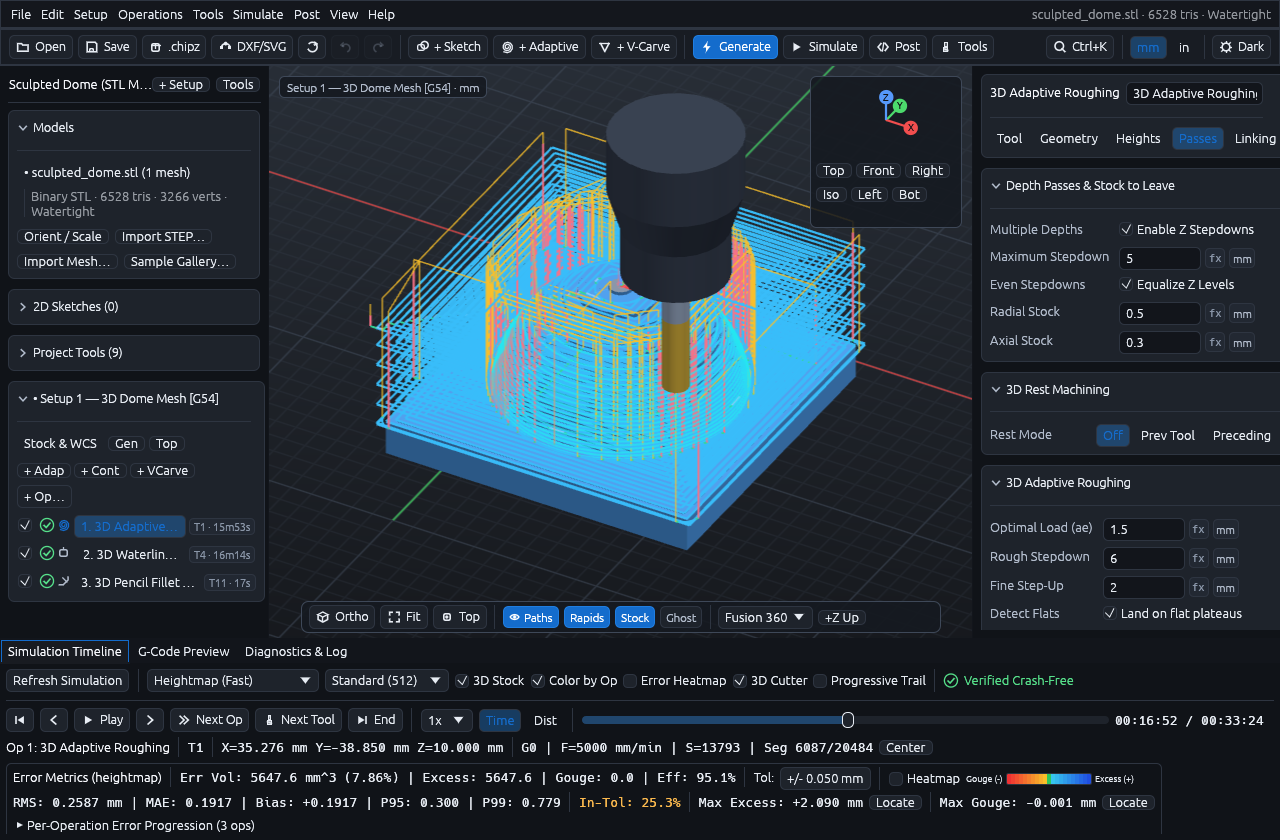 File Edit Setup Operations Tools Simulate Post View Help
sculpted_dome.stl · 6528 tris · Watertight
Open Save .chipz DXF/SVG + Sketch + Adaptive + V-Carve Generate Simulate Post Tools Ctrl+K mm in Dark
Sculpted Dome (STL M... + Setup Tools
Models
• sculpted_dome.stl (1 mesh)
Binary STL · 6528 tris · 3266 verts ·
Watertight
Orient / Scale Import STEP...
Import Mesh... Sample Gallery...
2D Sketches (0)
Project Tools (9)
• Setup 1 — 3D Dome Mesh [G54]
Stock & WCS Gen Top
+ Adap + Cont + VCarve
+ Op...
1. 3D Adaptive... T1 · 15m53s
2. 3D Waterlin... T4 · 16m14s
3. 3D Pencil Fillet ... T11 · 17s
Setup 1 — 3D Dome Mesh [G54] · mm
Z
Y
X
Top Front Right
Iso Left Bot
Ortho Fit Top Paths Rapids Stock Ghost Fusion 360 +Z Up
3D Adaptive Roughing 3D Adaptive Roughing
Tool Geometry Heights Passes Linking
Depth Passes & Stock to Leave
Multiple Depths Enable Z Stepdowns
Maximum Stepdown 5 fx mm
Even Stepdowns Equalize Z Levels
Radial Stock 0.5 fx mm
Axial Stock 0.3 fx mm
3D Rest Machining
Rest Mode Off Prev Tool Preceding
3D Adaptive Roughing
Optimal Load (ae) 1.5 fx mm
Rough Stepdown 6 fx mm
Fine Step-Up 2 fx mm
Detect Flats Land on flat plateaus
Simulation Timeline G-Code Preview Diagnostics & Log
Refresh Simulation Heightmap (Fast) Standard (512) 3D Stock Color by Op Error Heatmap 3D Cutter Progressive Trail Verified Crash-Free
Play Next Op Next Tool End 1x Time Dist 00:16:52 / 00:33:24
Op 1: 3D Adaptive Roughing T1 X=35.276 mm Y=-38.850 mm Z=10.000 mm G0 | F=5000 mm/min | S=13793 | Seg 6087/20484 Center
Error Metrics (heightmap) Err Vol: 5647.6 mm^3 (7.86%) | Excess: 5647.6 | Gouge: 0.0 | Eff: 95.1% Tol: +/- 0.050 mm Heatmap Gouge (-) Excess (+)
RMS: 0.2587 mm | MAE: 0.1917 | Bias: +0.1917 | P95: 0.300 | P99: 0.779 In-Tol: 25.3% Max Excess: +2.090 mm Locate Max Gouge: -0.001 mm Locate
Per-Operation Error Progression (3 ops)